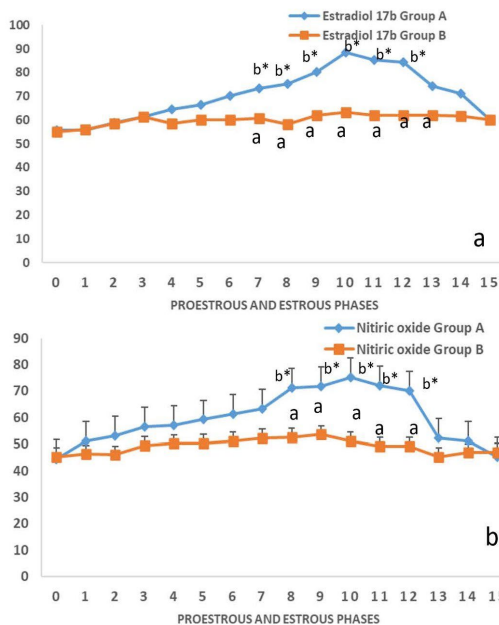 100
Estradiol 17b Group A
Estradiol 17b Group B
90
80
70
60
50
40
30
20
10
0
b* b* b* b* b* b*
a a a a a a a
a
0 1 2 3 4 5 6 7 8 9 10 11 12 13 14 15
PROESTROUS AND ESTROUS PHASES
Nitiric oxide Group A
Nitiric oxide Group B
90
80
70
60
50
40
30
20
10
0
b* b* b* b* b*
a a a a a
b
0 1 2 3 4 5 6 7 8 9 10 11 12 13 14
PROESTROUS AND ESTROUS PHASES